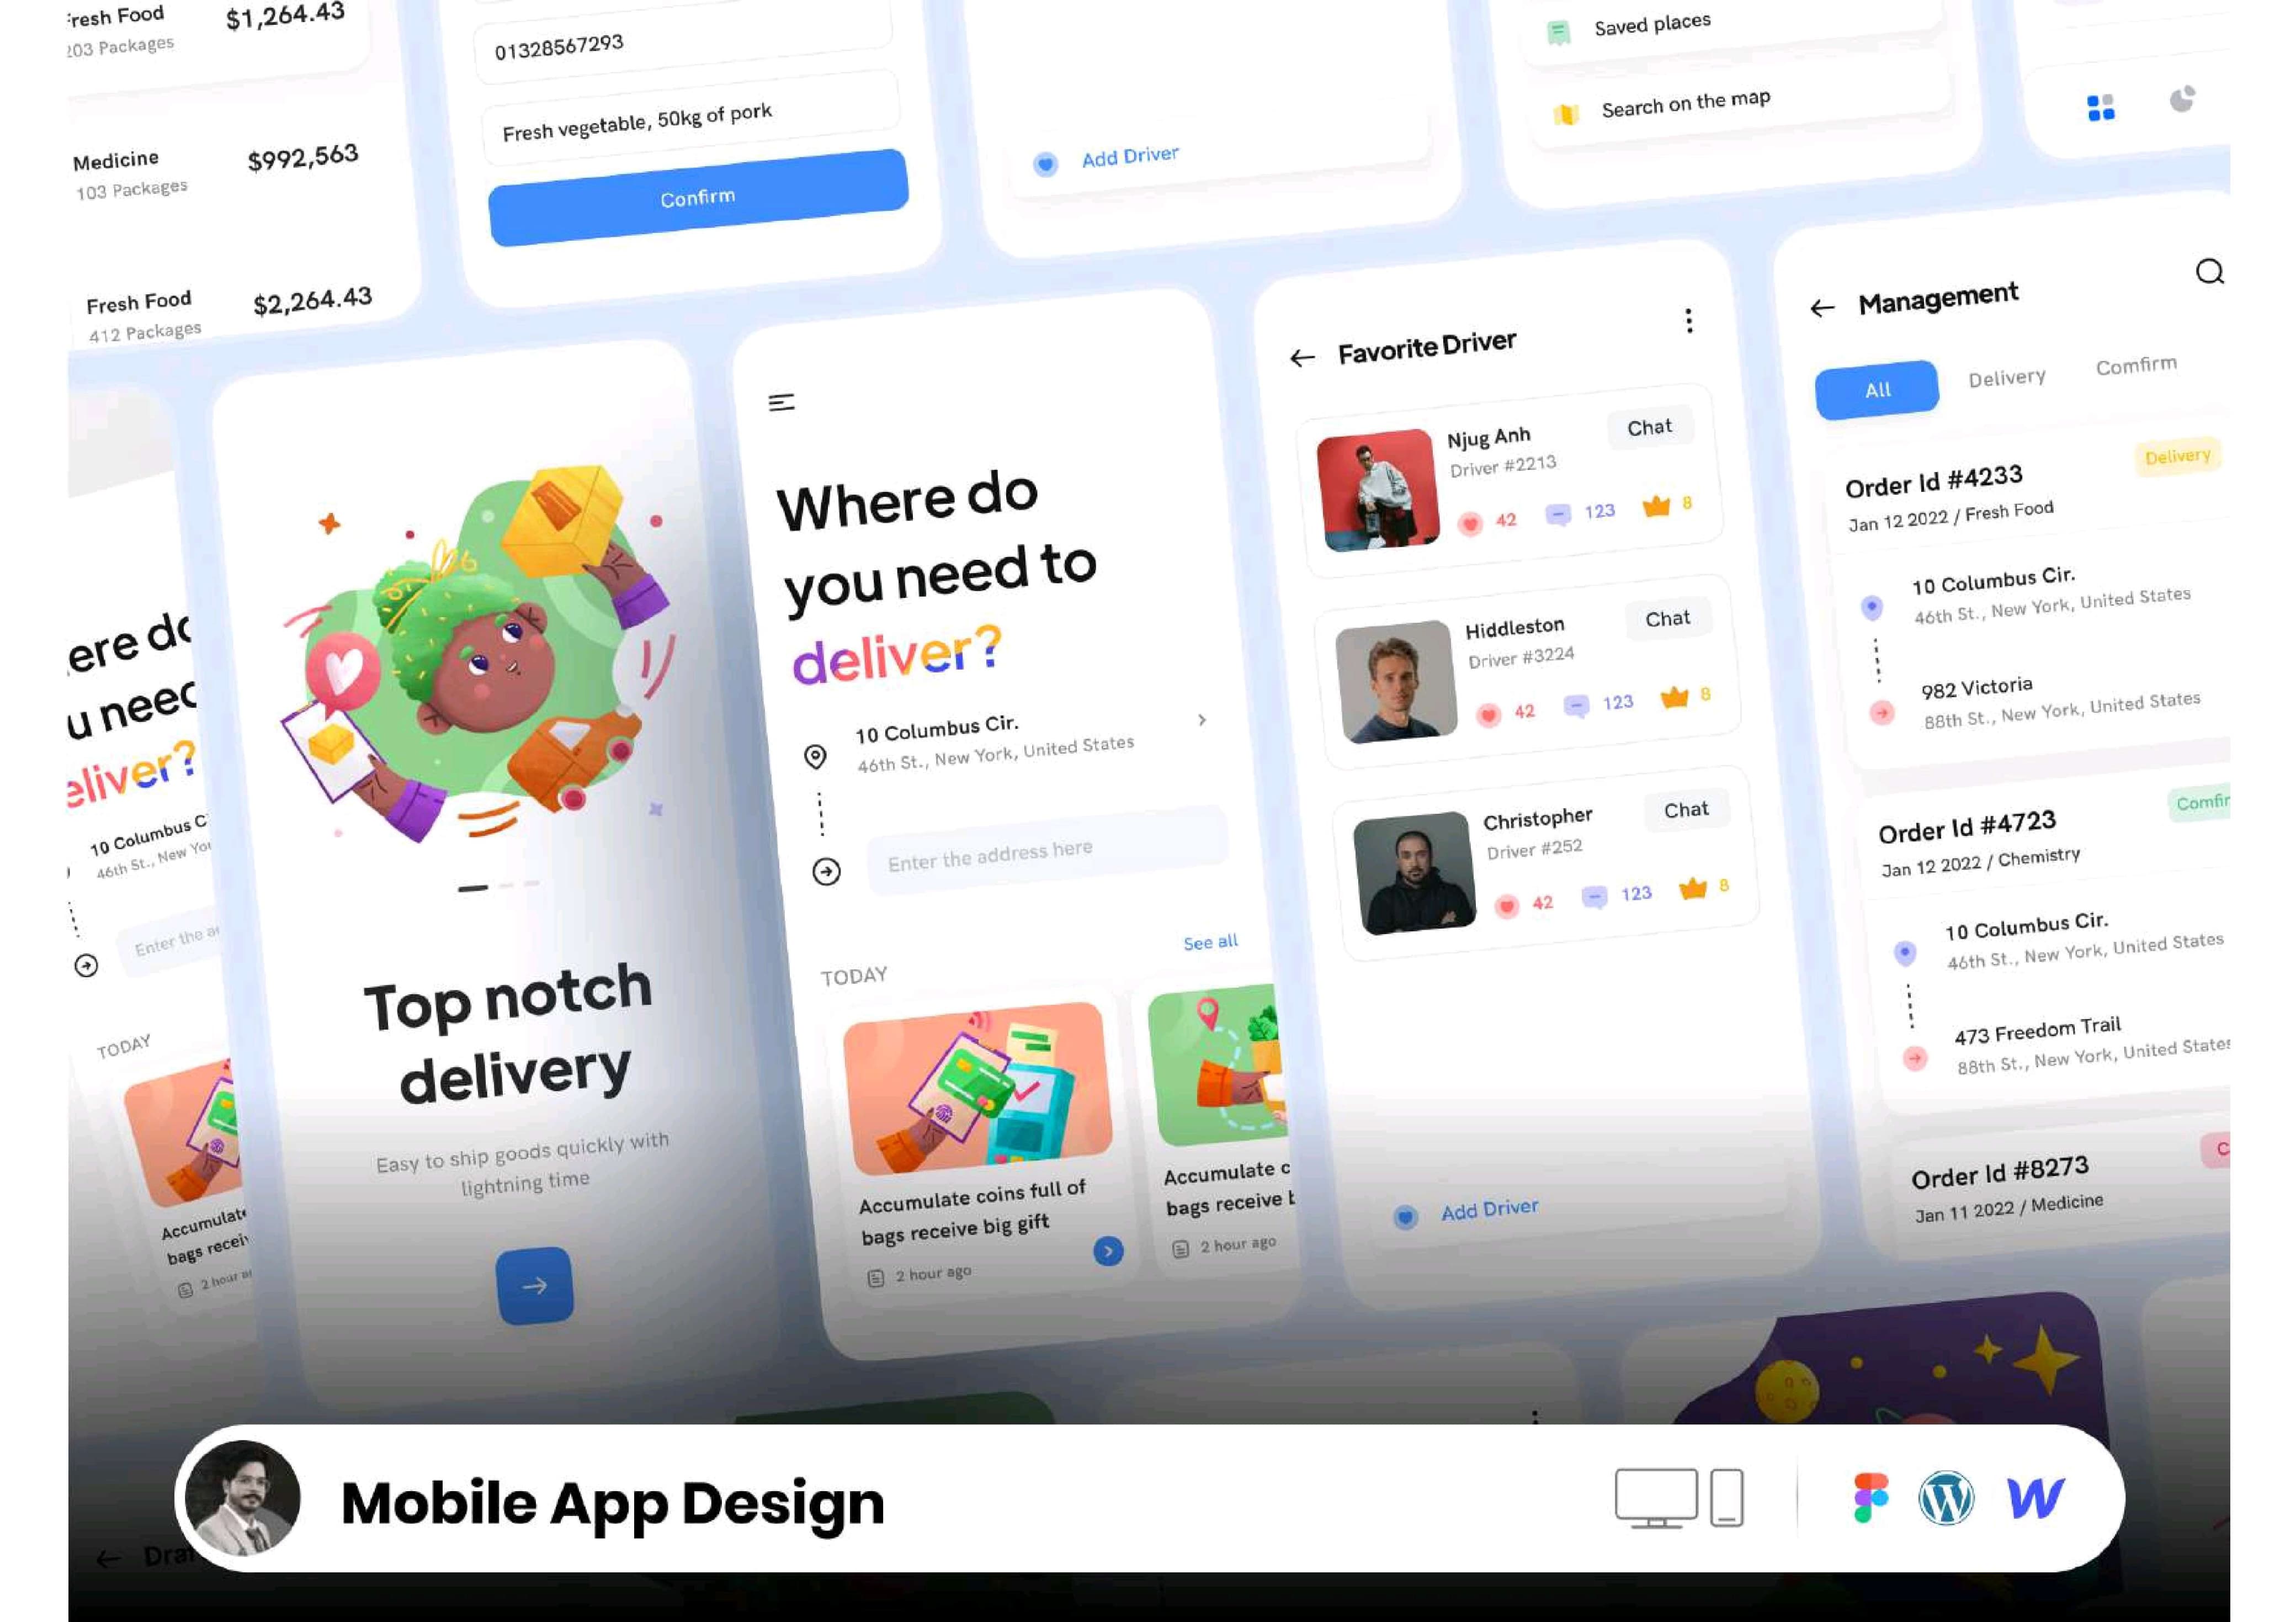 Fresh Food
$1,264.43
203 Packages
Medicine
$992,563
103 Packages
Fresh Food
$2,264.43
412 Packages
01328567293
Fresh vegetable, 50kg of pork
Confirm
Add Driver
Saved places
Search on the map
ere do
u need
eliver?
10 Columbus C
46th St., New Yor
Enter the a
TODAY
Accumulate
bags receiv
2 hour
Top notch
delivery
Easy to ship goods quickly with
lightning time
Where do
you need to
deliver?
10 Columbus Cir.
46th St., New York, United States
Enter the address here
See all
TODAY
Accumulate coins full of
bags receive big gift
2 hour ago
Accumulate c
bags receive b
2 hour ago
Favorite Driver
Njug Anh
Driver #2213
Chat
42
123
8
Hiddleston
Driver #3224
Chat
42
123
8
Christopher
Driver #252
Chat
42
123
8
Add Driver
Management
All
Delivery
Comfirm
Order Id #4233
Delivery
Jan 12 2022 / Fresh Food
10 Columbus Cir.
46th St., New York, United States
982 Victoria
88th St., New York, United States
Order Id #4723
Comfir
Jan 12 2022 / Chemistry
10 Columbus Cir.
46th St., New York, United States
473 Freedom Trail
88th St., New York, United States
Order Id #8273
C
Jan 11 2022 / Medicine
Mobile App Design
Dra